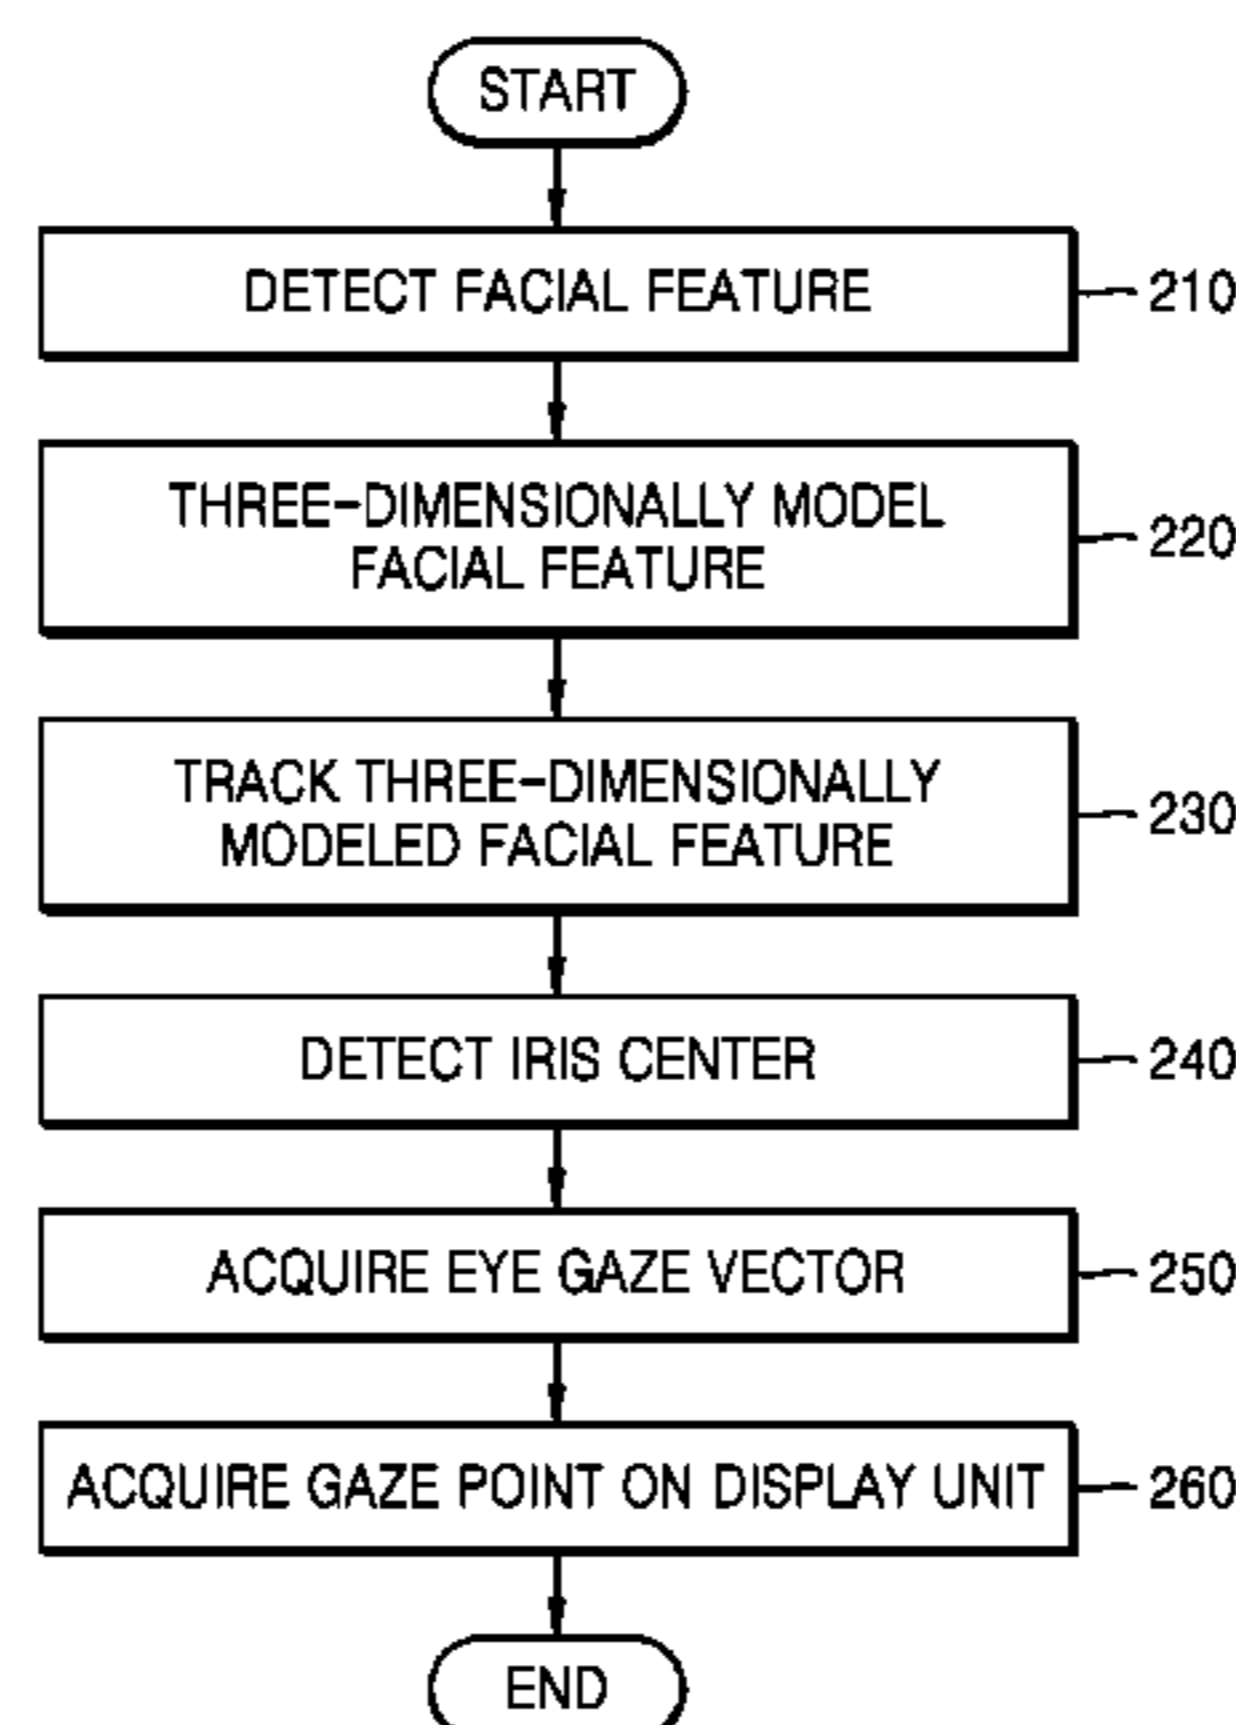 START
DETECT FACIAL FEATURE
210
THREE-DIMENSIONALLY MODEL
FACIAL FEATURE
220
TRACK THREE-DIMENSIONALLY
MODELED FACIAL FEATURE
230
DETECT IRIS CENTER
240
ACQUIRE EYE GAZE VECTOR
250
ACQUIRE GAZE POINT ON DISPLAY UNIT
260
END